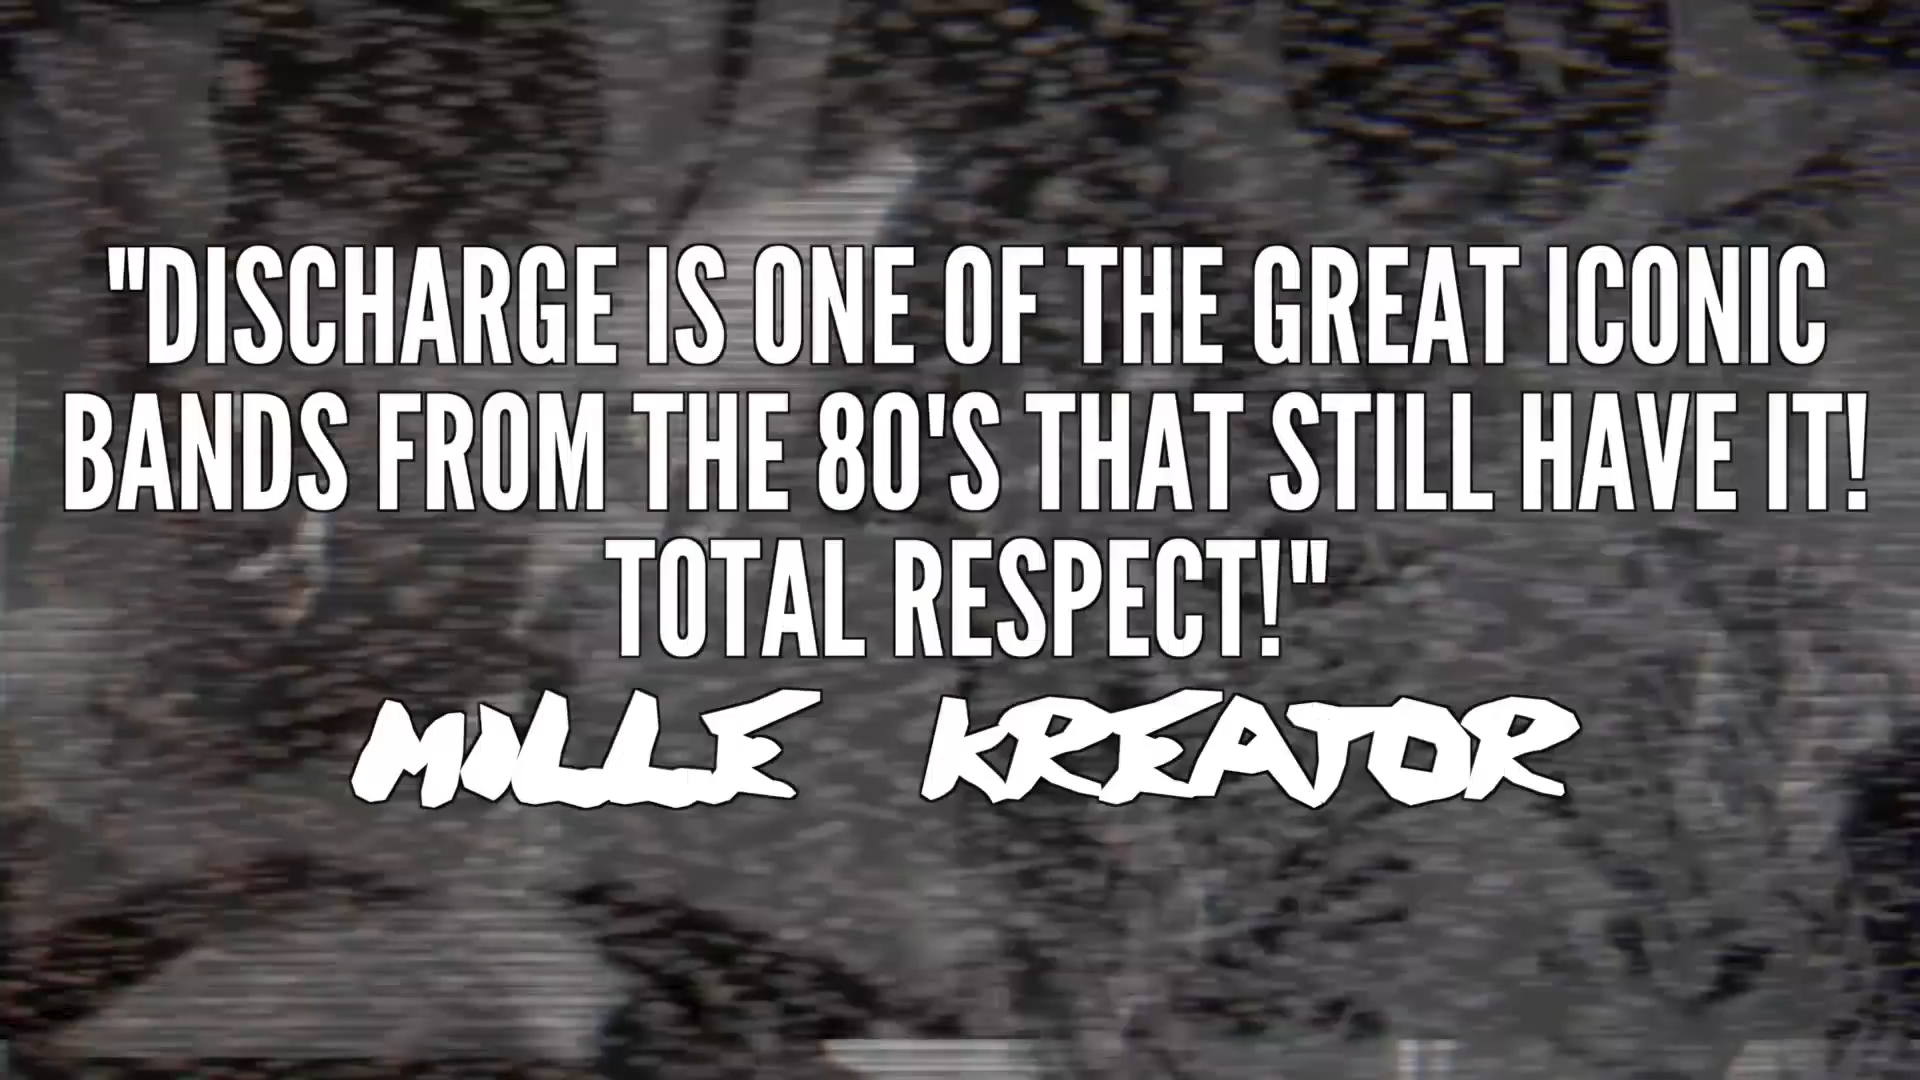 "DISCHARGE IS ONE OF THE GREAT ICONIC
BANDS FROM THE 80'S THAT STILL HAVE IT!
TOTAL RESPECT!"
MILLE KREATOR